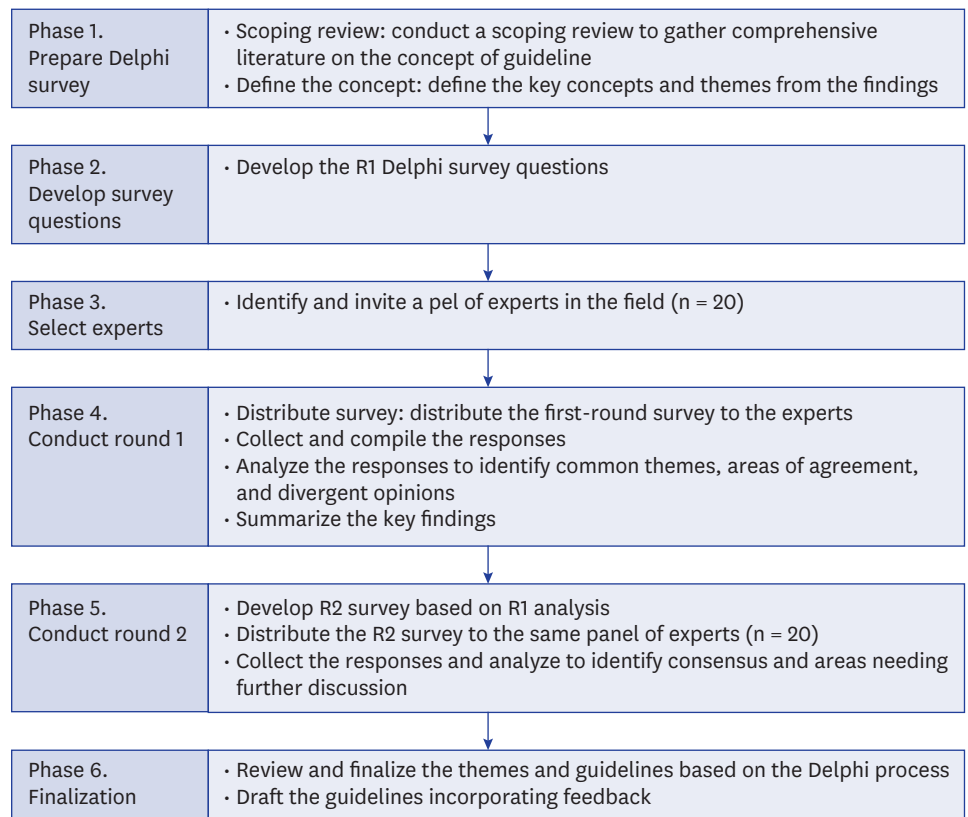 Phase 1.
Prepare Delphi
survey
· Scoping review: conduct a scoping review to gather comprehensive
literature on the concept of guideline
· Define the concept: define the key concepts and themes from the findings
Phase 2.
Develop survey
questions
· Develop the R1 Delphi survey questions
Phase 3.
Select experts
· Identify and invite a pel of experts in the field (n = 20)
Phase 4.
Conduct round 1
· Distribute survey: distribute the first-round survey to the experts
· Collect and compile the responses
· Analyze the responses to identify common themes, areas of agreement,
and divergent opinions
· Summarize the key findings
Phase 5.
Conduct round 2
· Develop R2 survey based on R1 analysis
· Distribute the R2 survey to the same panel of experts (n = 20)
· Collect the responses and analyze to identify consensus and areas needing
further discussion
Phase 6.
Finalization
· Review and finalize the themes and guidelines based on the Delphi process
· Draft the guidelines incorporating feedback